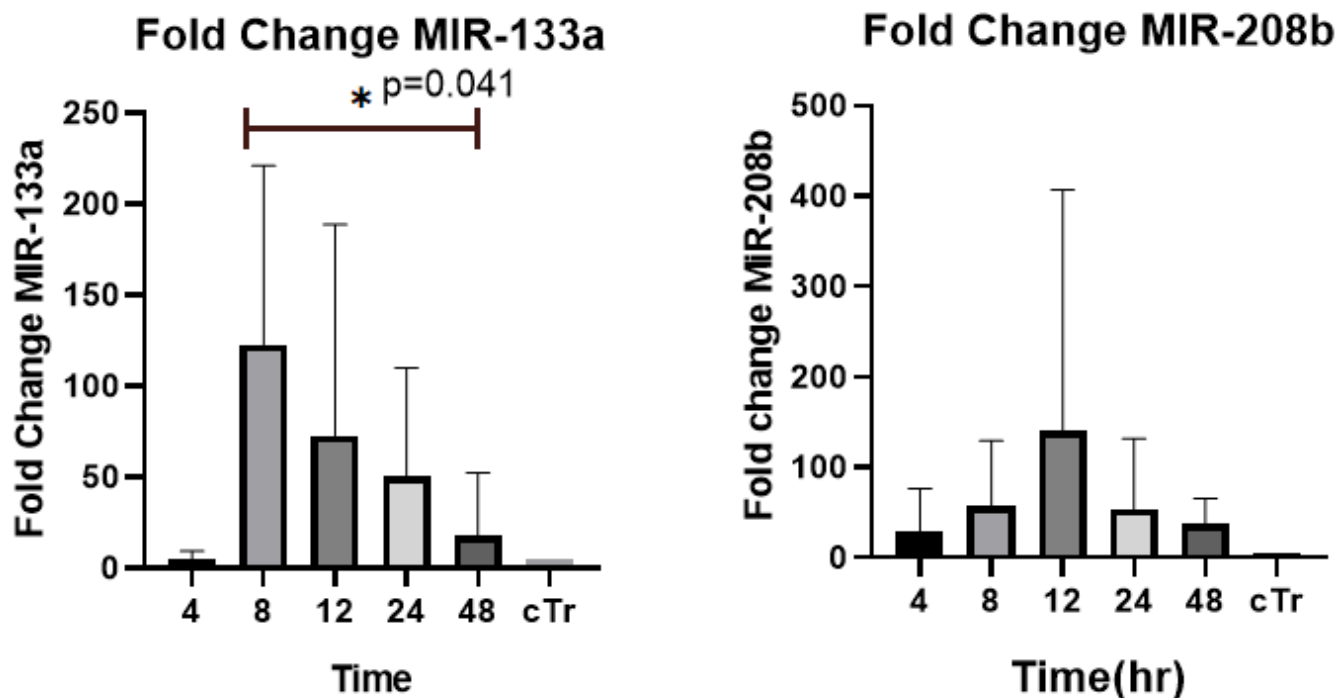 Fold Change MIR-133a
* p=0.041
Fold Change MIR-133a
250
200
150
100
50
0
4 8 12 24 48 cTr
Time
Fold Change MIR-208b
Fold change MiR-208b
500
400
300
200
100
0
4 8 12 24 48 cTr
Time(hr)